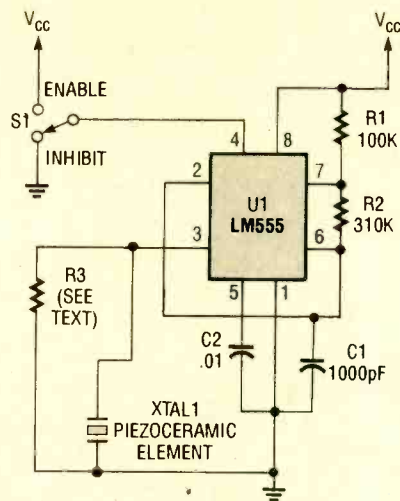 VCC
VCC
ENABLE
S1
INHIBIT
4
8
R1
100K
2
7
U1
LM555
R2
310K
3
6
R3
(SEE
TEXT)
5
1
C2
.01
C1
1000pF
XTAL1
PIEZOCERAMIC
ELEMENT